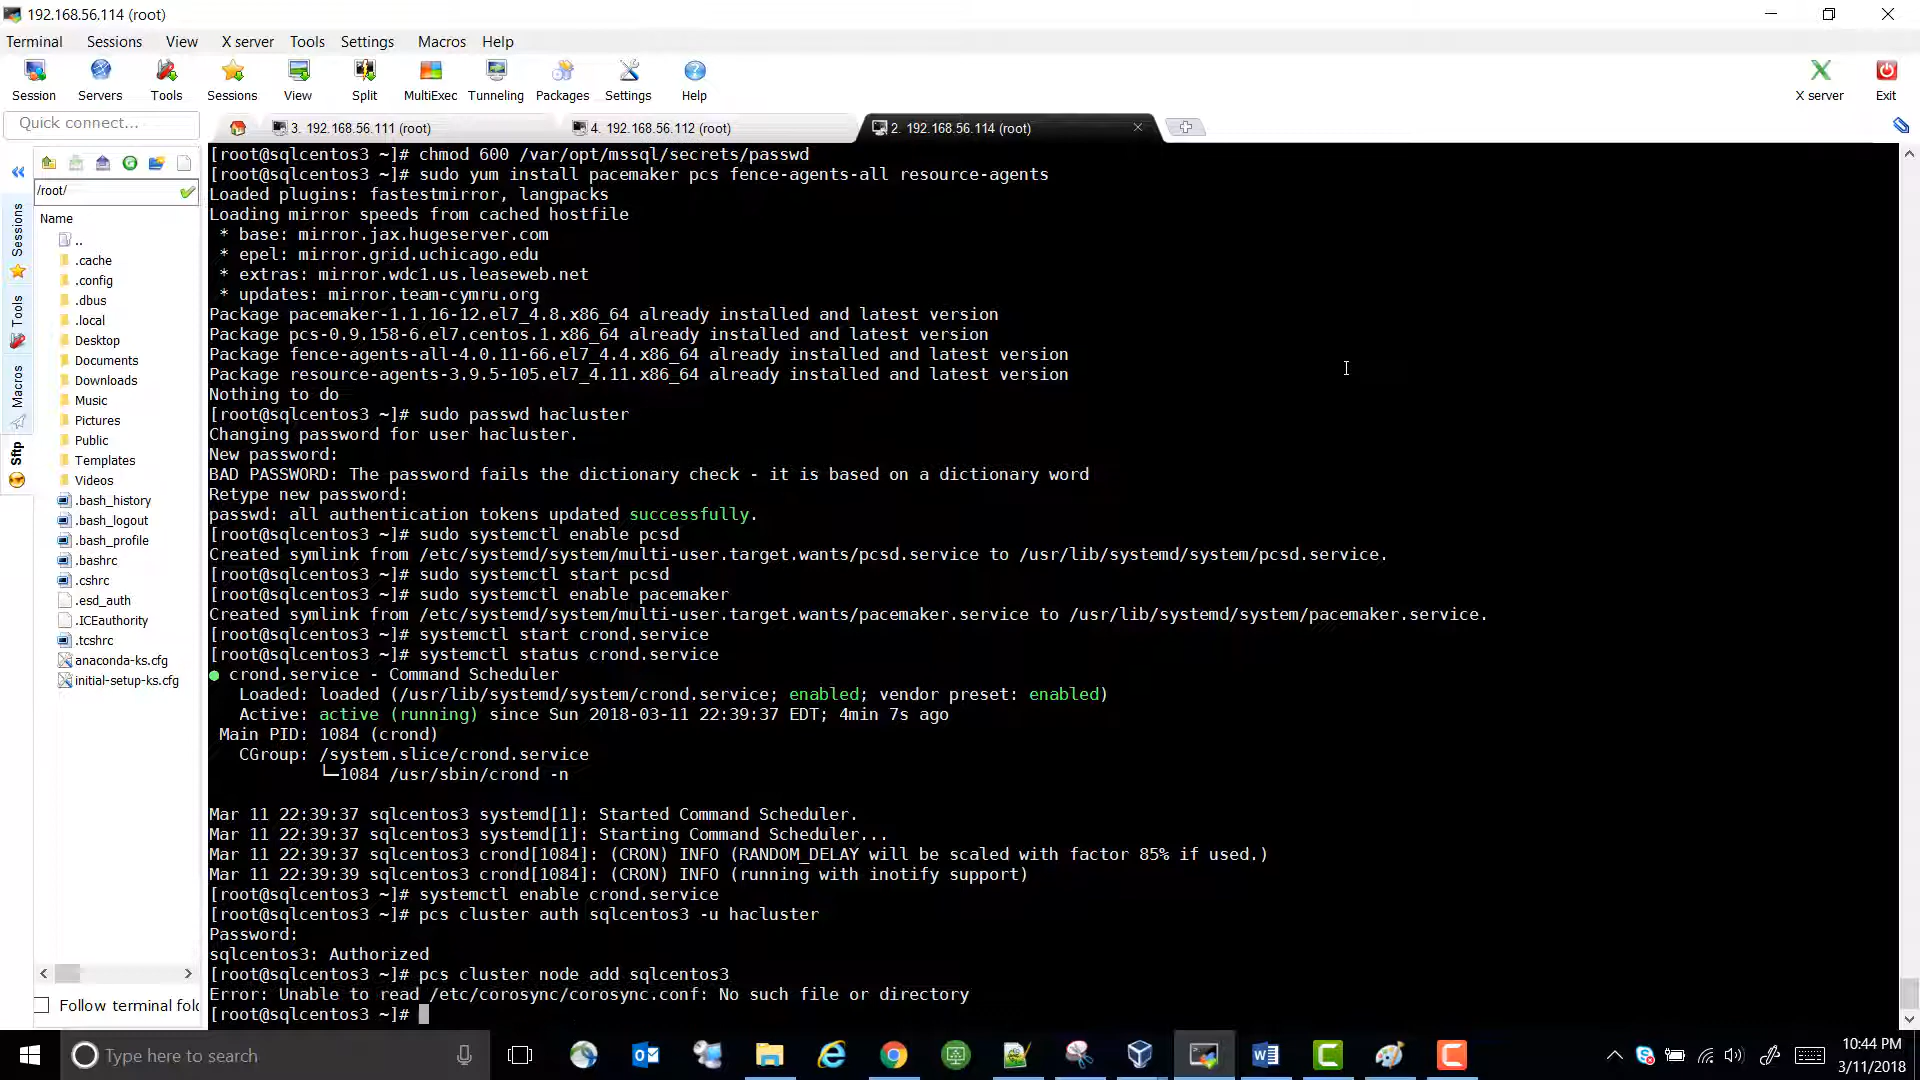 192.168.56.114 (root)
Terminal Sessions View X server Tools Settings Macros Help
Session Servers Tools Sessions View Split MultiExec Tunneling Packages Settings Help X server Exit
Quick connect...
3. 192.168.56.111 (root)
4. 192.168.56.112 (root)
2. 192.168.56.114 (root)
Sessions
Tools
Macros
Sftp
/root/
Name
..
.cache
.config
.dbus
.local
Desktop
Documents
Downloads
Music
Pictures
Public
Templates
Videos
.bash_history
.bash_logout
.bash_profile
.bashrc
.cshrc
.esd_auth
.ICEauthority
.tcshrc
anaconda-ks.cfg
initial-setup-ks.cfg
Follow terminal fold
[root@sqlcentos3 ~]# chmod 600 /var/opt/mssql/secrets/passwd
[root@sqlcentos3 ~]# sudo yum install pacemaker pcs fence-agents-all resource-agents
Loaded plugins: fastestmirror, langpacks
Loading mirror speeds from cached hostfile
* base: mirror.jax.hugeserver.com
* epel: mirror.grid.uchicago.edu
* extras: mirror.wdc1.us.leaseweb.net
* updates: mirror.team-cymru.org
Package pacemaker-1.1.16-12.el7_4.8.x86_64 already installed and latest version
Package pcs-0.9.158-6.el7.centos.1.x86_64 already installed and latest version
Package fence-agents-all-4.0.11-66.el7_4.4.x86_64 already installed and latest version
Package resource-agents-3.9.5-105.el7_4.11.x86_64 already installed and latest version
Nothing to do
[root@sqlcentos3 ~]# sudo passwd hacluster
Changing password for user hacluster.
New password:
BAD PASSWORD: The password fails the dictionary check - it is based on a dictionary word
Retype new password:
passwd: all authentication tokens updated successfully.
[root@sqlcentos3 ~]# sudo systemctl enable pcsd
Created symlink from /etc/systemd/system/multi-user.target.wants/pcsd.service to /usr/lib/systemd/system/pcsd.service.
[root@sqlcentos3 ~]# sudo systemctl start pcsd
[root@sqlcentos3 ~]# sudo systemctl enable pacemaker
Created symlink from /etc/systemd/system/multi-user.target.wants/pacemaker.service to /usr/lib/systemd/system/pacemaker.service.
[root@sqlcentos3 ~]# systemctl start crond.service
[root@sqlcentos3 ~]# systemctl status crond.service
● crond.service - Command Scheduler
Loaded: loaded (/usr/lib/systemd/system/crond.service; enabled; vendor preset: enabled)
Active: active (running) since Sun 2018-03-11 22:39:37 EDT; 4min 7s ago
Main PID: 1084 (crond)
CGroup: /system.slice/crond.service
└─1084 /usr/sbin/crond -n
Mar 11 22:39:37 sqlcentos3 systemd[1]: Started Command Scheduler.
Mar 11 22:39:37 sqlcentos3 systemd[1]: Starting Command Scheduler...
Mar 11 22:39:37 sqlcentos3 crond[1084]: (CRON) INFO (RANDOM_DELAY will be scaled with factor 85% if used.)
Mar 11 22:39:39 sqlcentos3 crond[1084]: (CRON) INFO (running with inotify support)
[root@sqlcentos3 ~]# systemctl enable crond.service
[root@sqlcentos3 ~]# pcs cluster auth sqlcentos3 -u hacluster
Password:
sqlcentos3: Authorized
[root@sqlcentos3 ~]# pcs cluster node add sqlcentos3
Error: Unable to read /etc/corosync/corosync.conf: No such file or directory
[root@sqlcentos3 ~]#
Type here to search
10:44 PM
3/11/2018